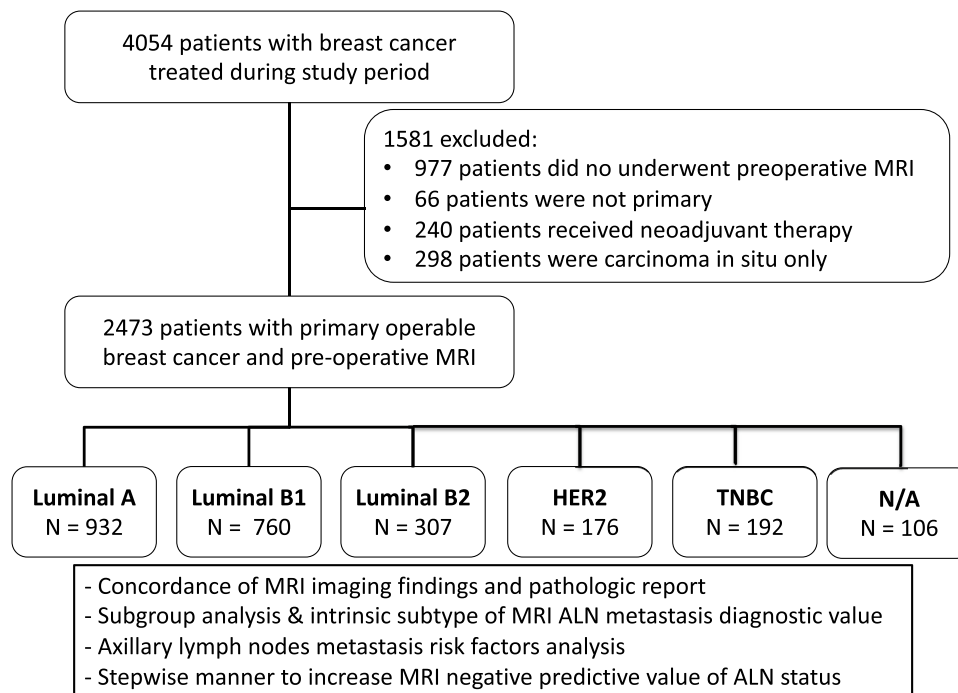 4054 patients with breast cancer
treated during study period
1581 excluded:
• 977 patients did no underwent preoperative MRI
• 66 patients were not primary
• 240 patients received neoadjuvant therapy
• 298 patients were carcinoma in situ only
2473 patients with primary operable
breast cancer and pre-operative MRI
Luminal A
N = 932
Luminal B1
N = 760
Luminal B2
N = 307
HER2
N = 176
TNBC
N = 192
N/A
N = 106
- Concordance of MRI imaging findings and pathologic report
- Subgroup analysis & intrinsic subtype of MRI ALN metastasis diagnostic value
- Axillary lymph nodes metastasis risk factors analysis
- Stepwise manner to increase MRI negative predictive value of ALN status